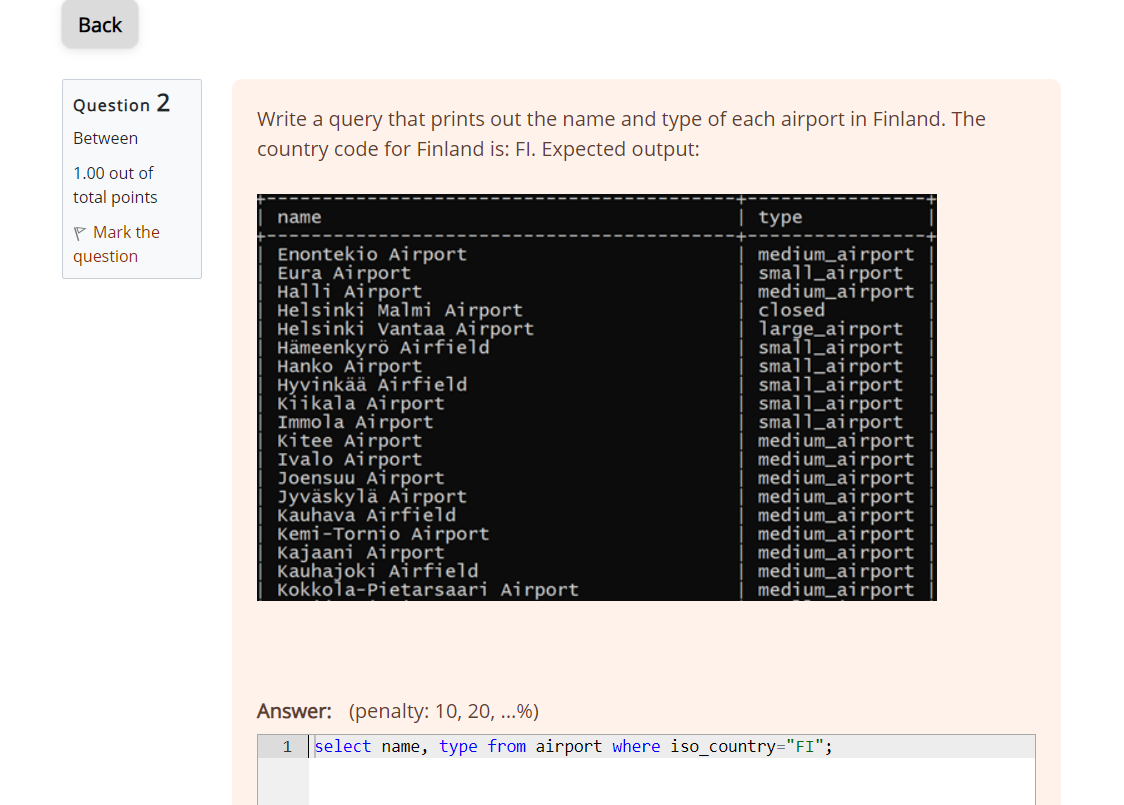 Back
Question 2
Between
1.00 out of
total points
Mark the
question
Write a query that prints out the name and type of each airport in Finland. The
country code for Finland is: FI. Expected output:
+-----------------------------------------+----------------+
| name | type |
+-----------------------------------------+----------------+
| Enontekio Airport | medium_airport |
| Eura Airport | small_airport |
| Halli Airport | medium_airport |
| Helsinki Malmi Airport | closed |
| Helsinki Vantaa Airport | large_airport |
| Hämeenkyrö Airfield | small_airport |
| Hanko Airport | small_airport |
| Hyvinkää Airfield | small_airport |
| Kiikala Airport | small_airport |
| Immola Airport | small_airport |
| Kitee Airport | medium_airport |
| Ivalo Airport | medium_airport |
| Joensuu Airport | medium_airport |
| Jyväskylä Airport | medium_airport |
| Kauhava Airfield | medium_airport |
| Kemi-Tornio Airport | medium_airport |
| Kajaani Airport | medium_airport |
| Kauhajoki Airfield | medium_airport |
| Kokkola-Pietarsaari Airport | medium_airport |
Answer: (penalty: 10, 20, ...%)
1 select name, type from airport where iso_country="FI";